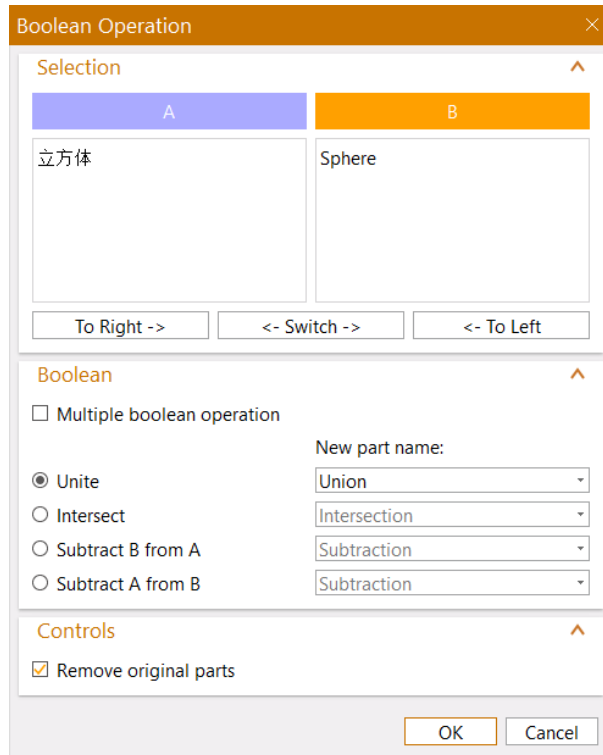 Boolean Operation
Selection
A B
立方体 Sphere
To Right -> <- Switch -> <- To Left
Boolean
Multiple boolean operation
New part name:
Unite Union
Intersect Intersection
Subtract B from A Subtraction
Subtract A from B Subtraction
Controls
Remove original parts
OK Cancel